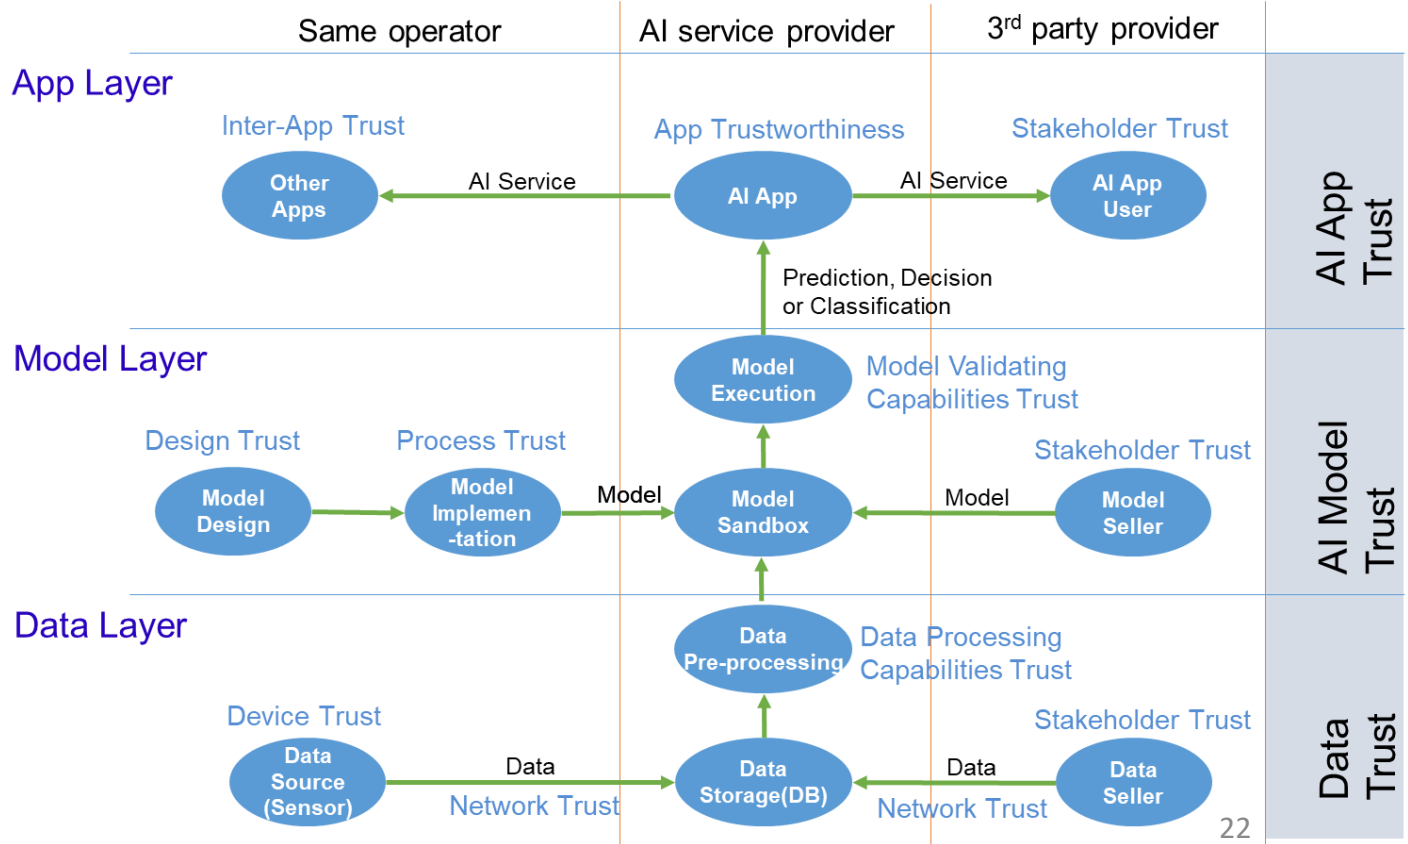 Same operator
AI service provider
3rd party provider
App Layer
Inter-App Trust
App Trustworthiness
Stakeholder Trust
Other
Apps
AI Service
AI App
AI Service
AI App
User
Prediction, Decision
or Classification
AI App
Trust
Model Layer
Model
Execution
Model Validating
Capabilities Trust
Design Trust
Process Trust
Stakeholder Trust
Model
Design
Model
Implemen
-tation
Model
Model
Sandbox
Model
Model
Seller
AI Model
Trust
Data Layer
Data
Pre-processing
Data Processing
Capabilities Trust
Device Trust
Stakeholder Trust
Data
Source
(Sensor)
Data
Network Trust
Data
Storage(DB)
Data
Network Trust
Data
Seller
Data
Trust
22